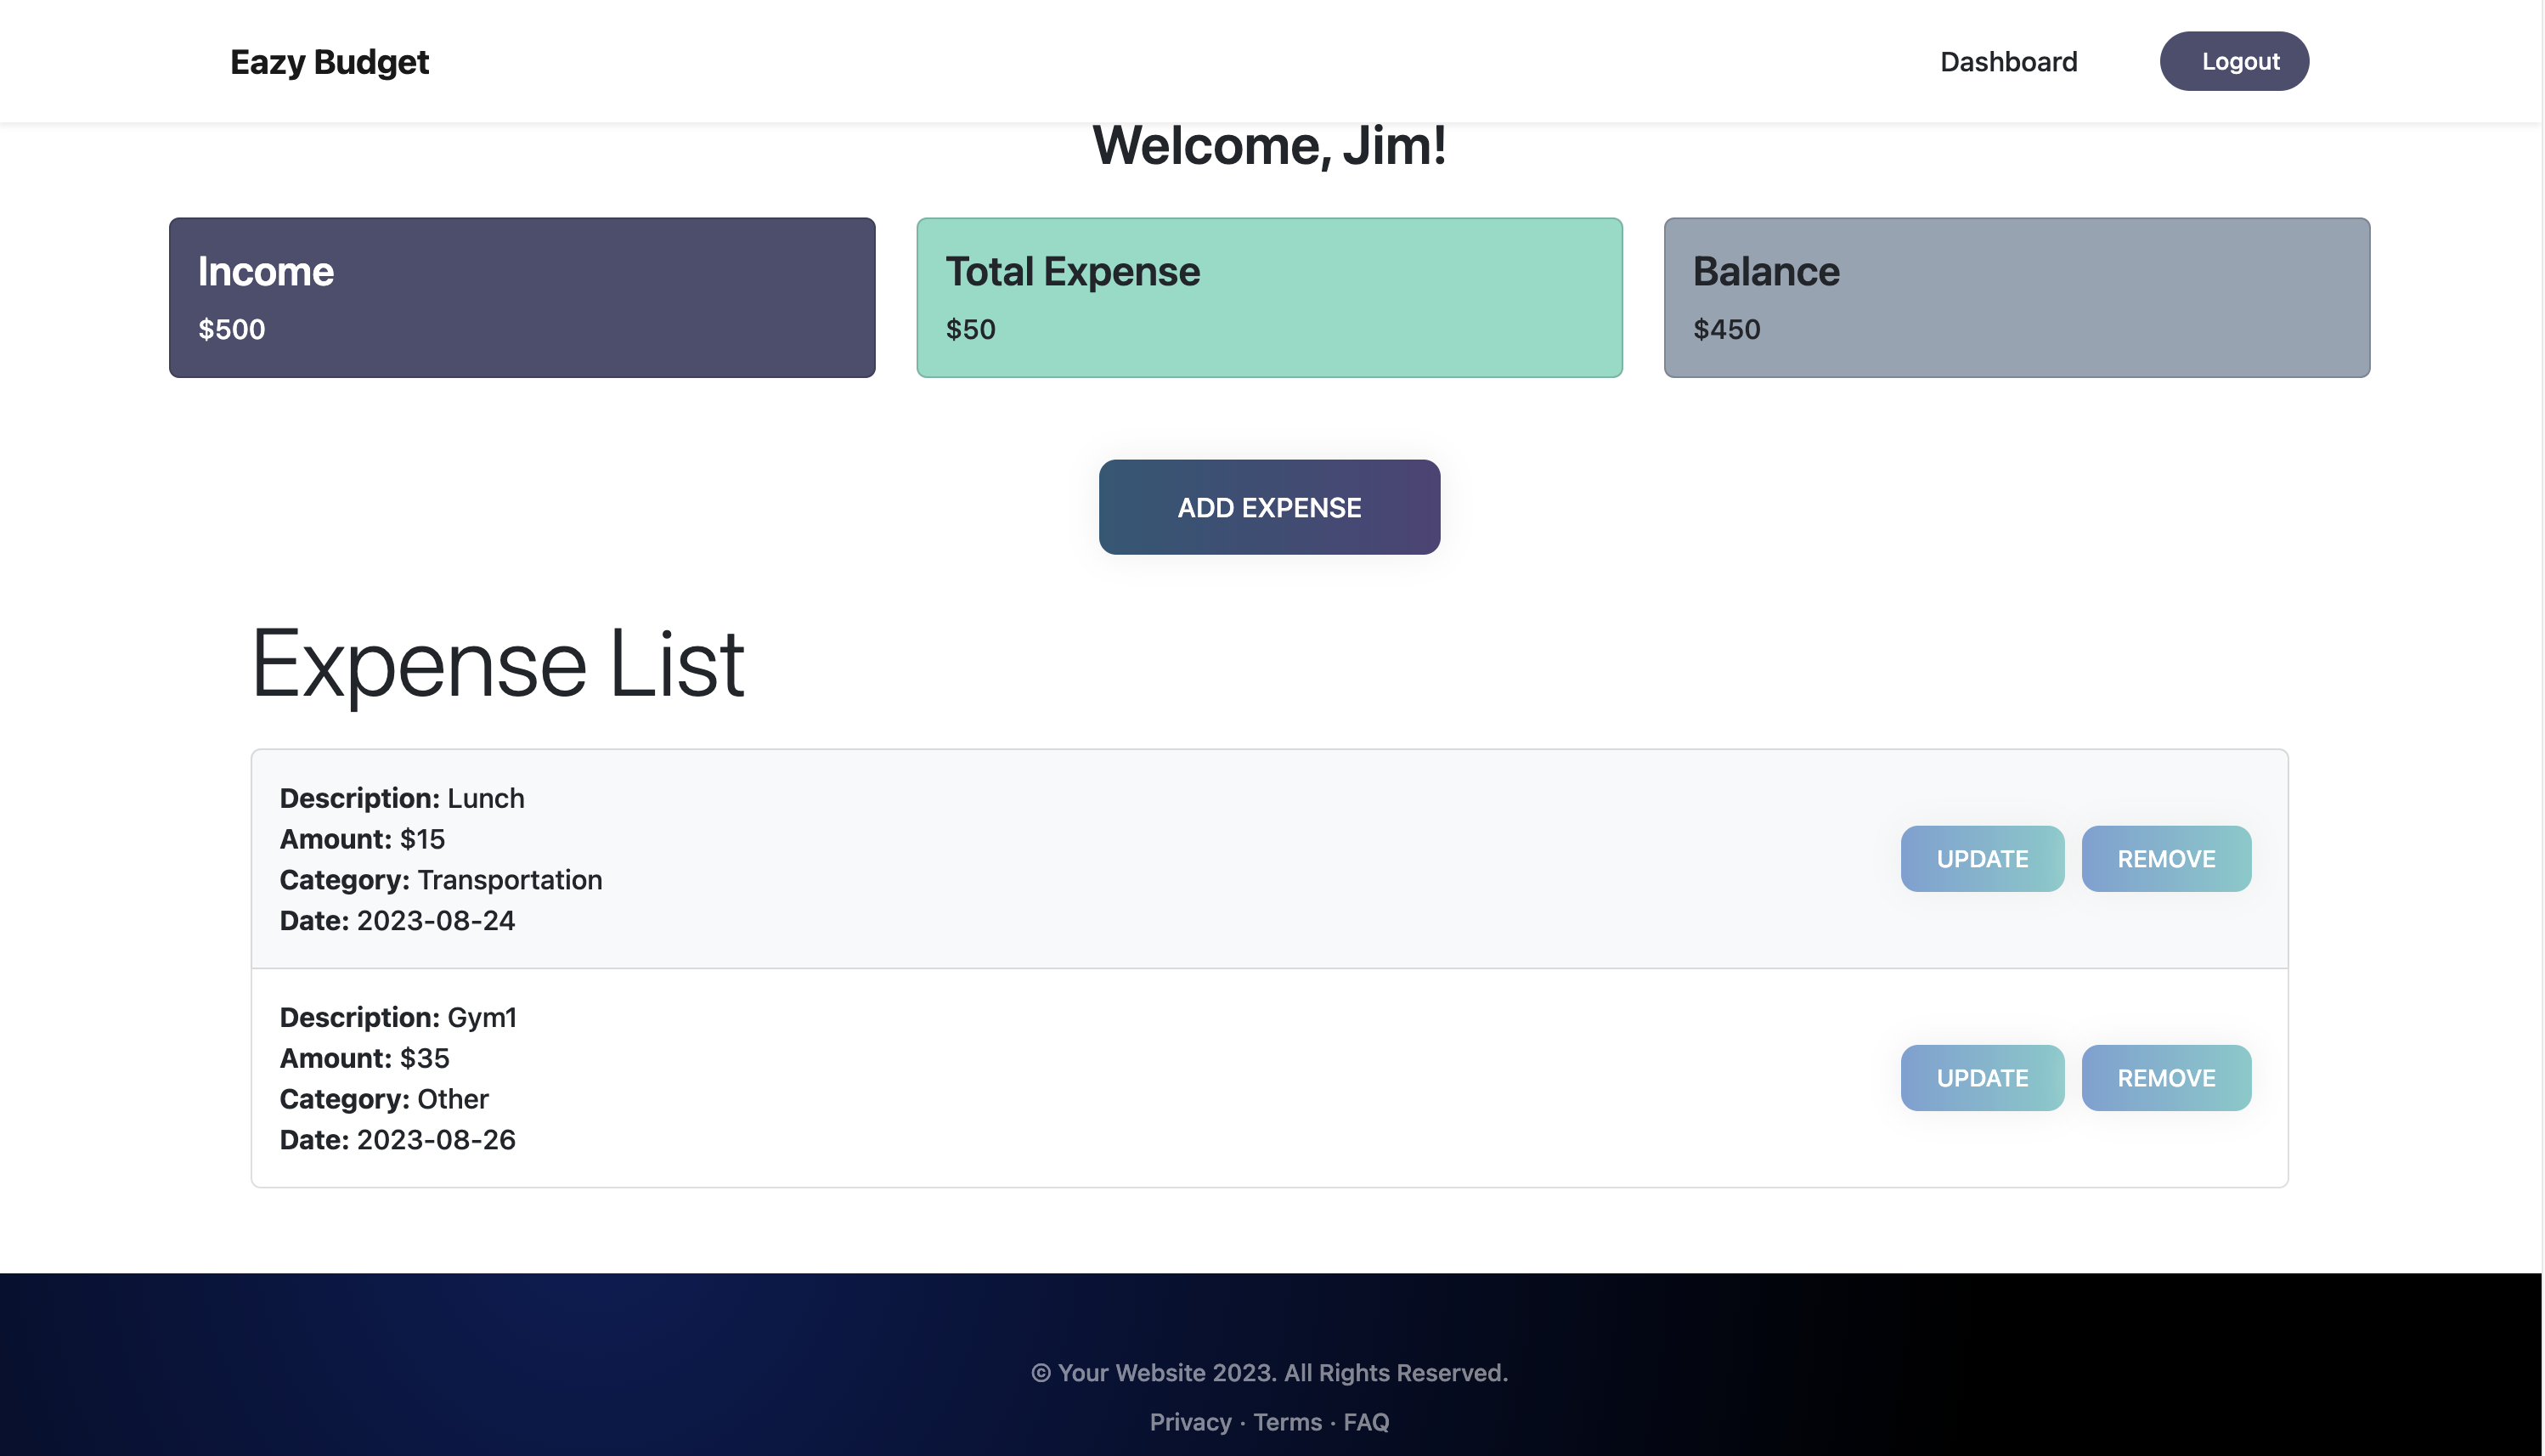 Eazy Budget
Dashboard
Logout
Welcome, Jim!
Income
$500
Total Expense
$50
Balance
$450
ADD EXPENSE
Expense List
Description: Lunch
Amount: $15
Category: Transportation
Date: 2023-08-24
UPDATE
REMOVE
Description: Gym1
Amount: $35
Category: Other
Date: 2023-08-26
UPDATE
REMOVE
© Your Website 2023. All Rights Reserved.
Privacy · Terms · FAQ